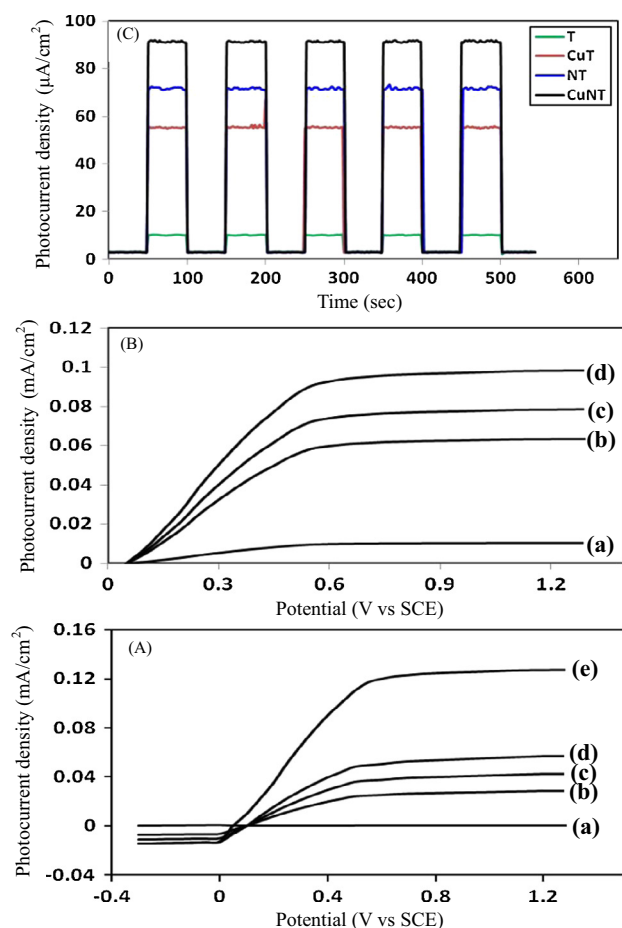 (C)
T
CuT
NT
CuNT
Photocurrent density (µA/cm²)
100
80
60
40
20
0
0 100 200 300 400 500 600
Time (sec)
(B)
Photocurrent density (mA/cm²)
0.12
0.1
0.08
0.06
0.04
0.02
0
(d)
(c)
(b)
(a)
0 0.3 0.6 0.9 1.2
Potential (V vs SCE)
(A)
Photocurrent density (mA/cm²)
0.16
0.12
0.08
0.04
0
-0.04
(e)
(d)
(c)
(b)
(a)
-0.4 0 0.4 0.8 1.2
Potential (V vs SCE)